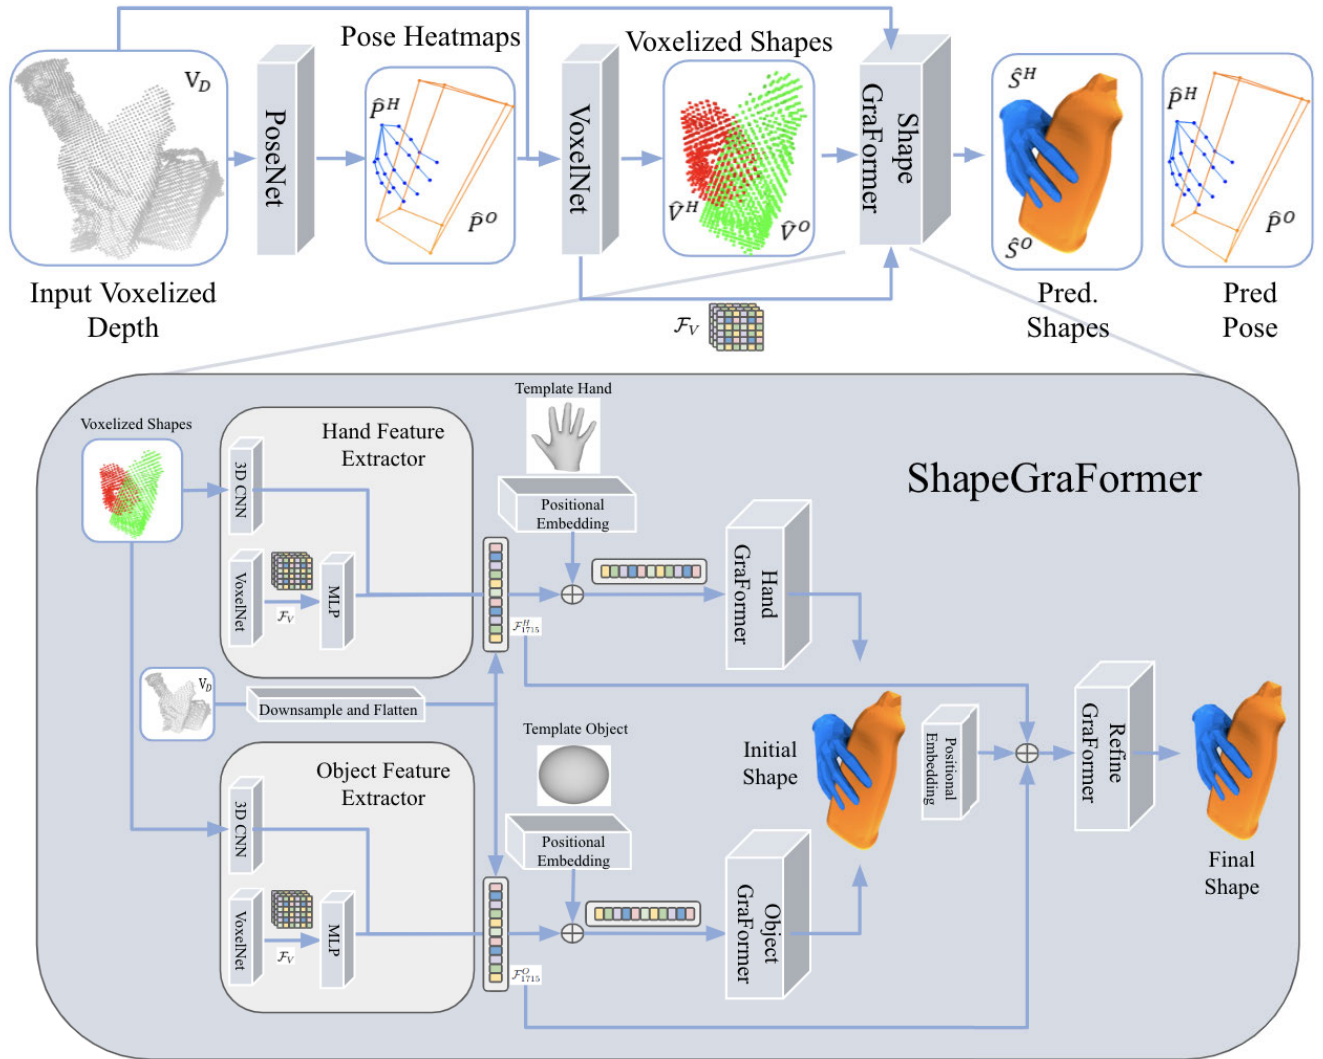 V_D
Input Voxelized
Depth
PoseNet
Pose Heatmaps
P̂^H
P̂^O
VoxelNet
Voxelized Shapes
V̂^H
V̂^O
Shape
GraFormer
Ŝ^H
Ŝ^O
Pred.
Shapes
P̂^H
P̂^O
Pred
Pose
ℱ_V
ShapeGraFormer
Voxelized Shapes
Hand Feature
Extractor
3D CNN
VoxelNet
ℱ_V
MLP
Template Hand
Positional
Embedding
ℱ^H_1715
Hand
GraFormer
V_D
Downsample and Flatten
Object Feature
Extractor
3D CNN
VoxelNet
ℱ_V
MLP
Template Object
Positional
Embedding
ℱ^O_1715
Object
GraFormer
Initial
Shape
Positional
Embedding
Refine
GraFormer
Final
Shape